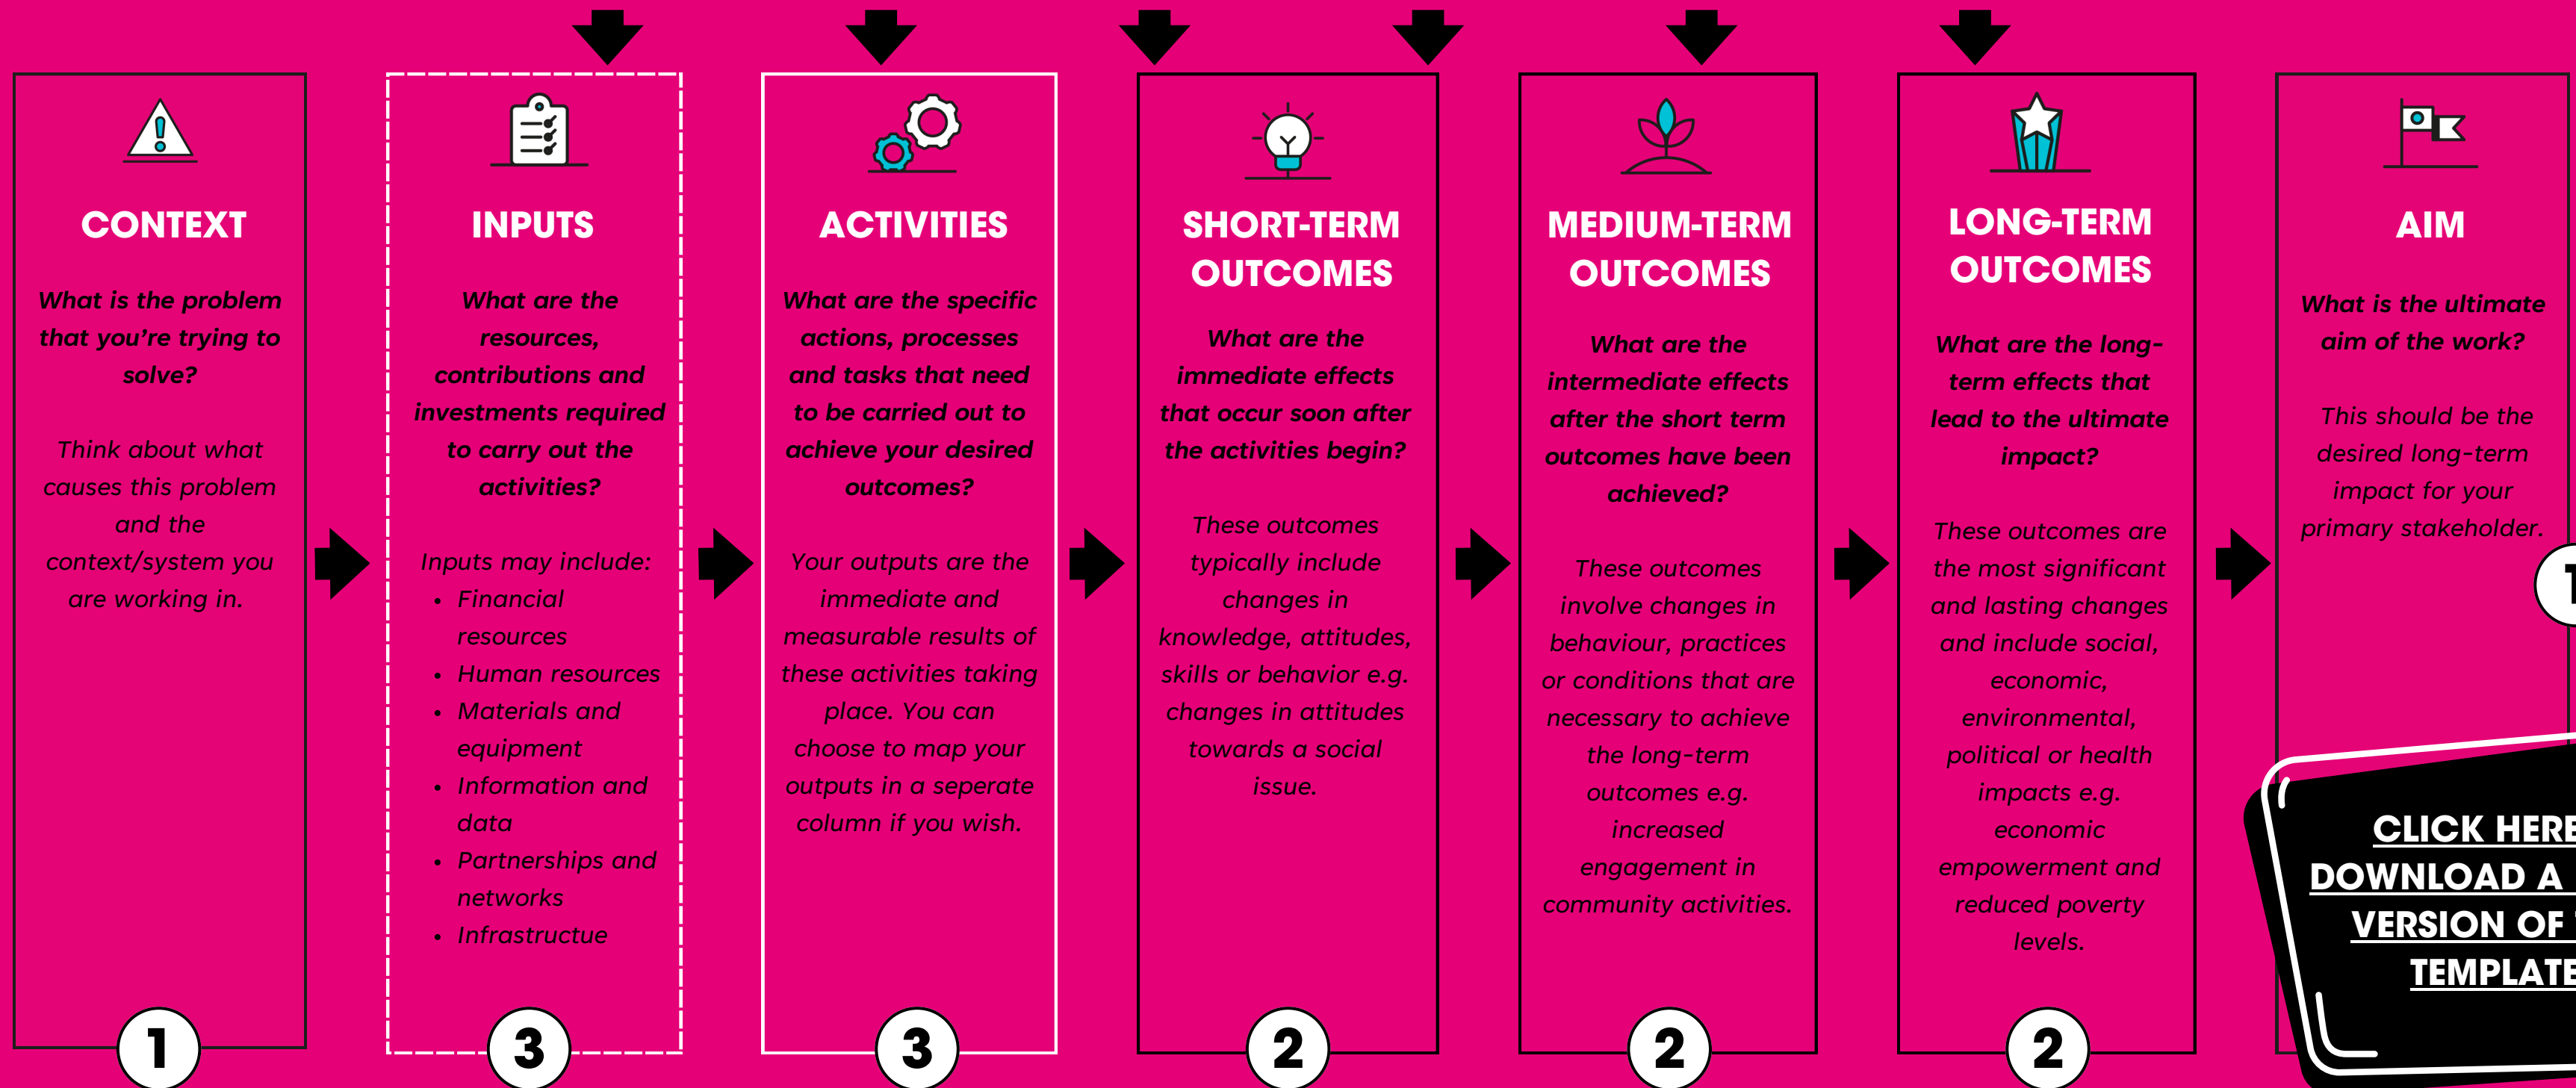 CONTEXT
What is the problem
that you're trying to
solve?
Think about what
causes this problem
and the
context/system you
are working in.
1
INPUTS
What are the
resources,
contributions and
investments required
to carry out the
activities?
Inputs may include:
• Financial
resources
• Human resources
• Materials and
equipment
• Information and
data
• Partnerships and
networks
• Infrastructue
3
ACTIVITIES
What are the specific
actions, processes
and tasks that need
to be carried out to
achieve your desired
outcomes?
Your outputs are the
immediate and
measurable results of
these activities taking
place. You can
choose to map your
outputs in a seperate
column if you wish.
3
SHORT-TERM
OUTCOMES
What are the
immediate effects
that occur soon after
the activities begin?
These outcomes
typically include
changes in
knowledge, attitudes,
skills or behavior e.g.
changes in attitudes
towards a social
issue.
2
MEDIUM-TERM
OUTCOMES
What are the
intermediate effects
after the short term
outcomes have been
achieved?
These outcomes
involve changes in
behaviour, practices
or conditions that are
necessary to achieve
the long-term
outcomes e.g.
increased
engagement in
community activities.
2
LONG-TERM
OUTCOMES
What are the long-
term effects that
lead to the ultimate
impact?
These outcomes are
the most significant
and lasting changes
and include social,
economic,
environmental,
political or health
impacts e.g.
economic
empowerment and
reduced poverty
levels.
2
AIM
What is the ultimate
aim of the work?
This should be the
desired long-term
impact for your
primary stakeholder.
1
CLICK HERE
DOWNLOAD A
VERSION OF
TEMPLATE